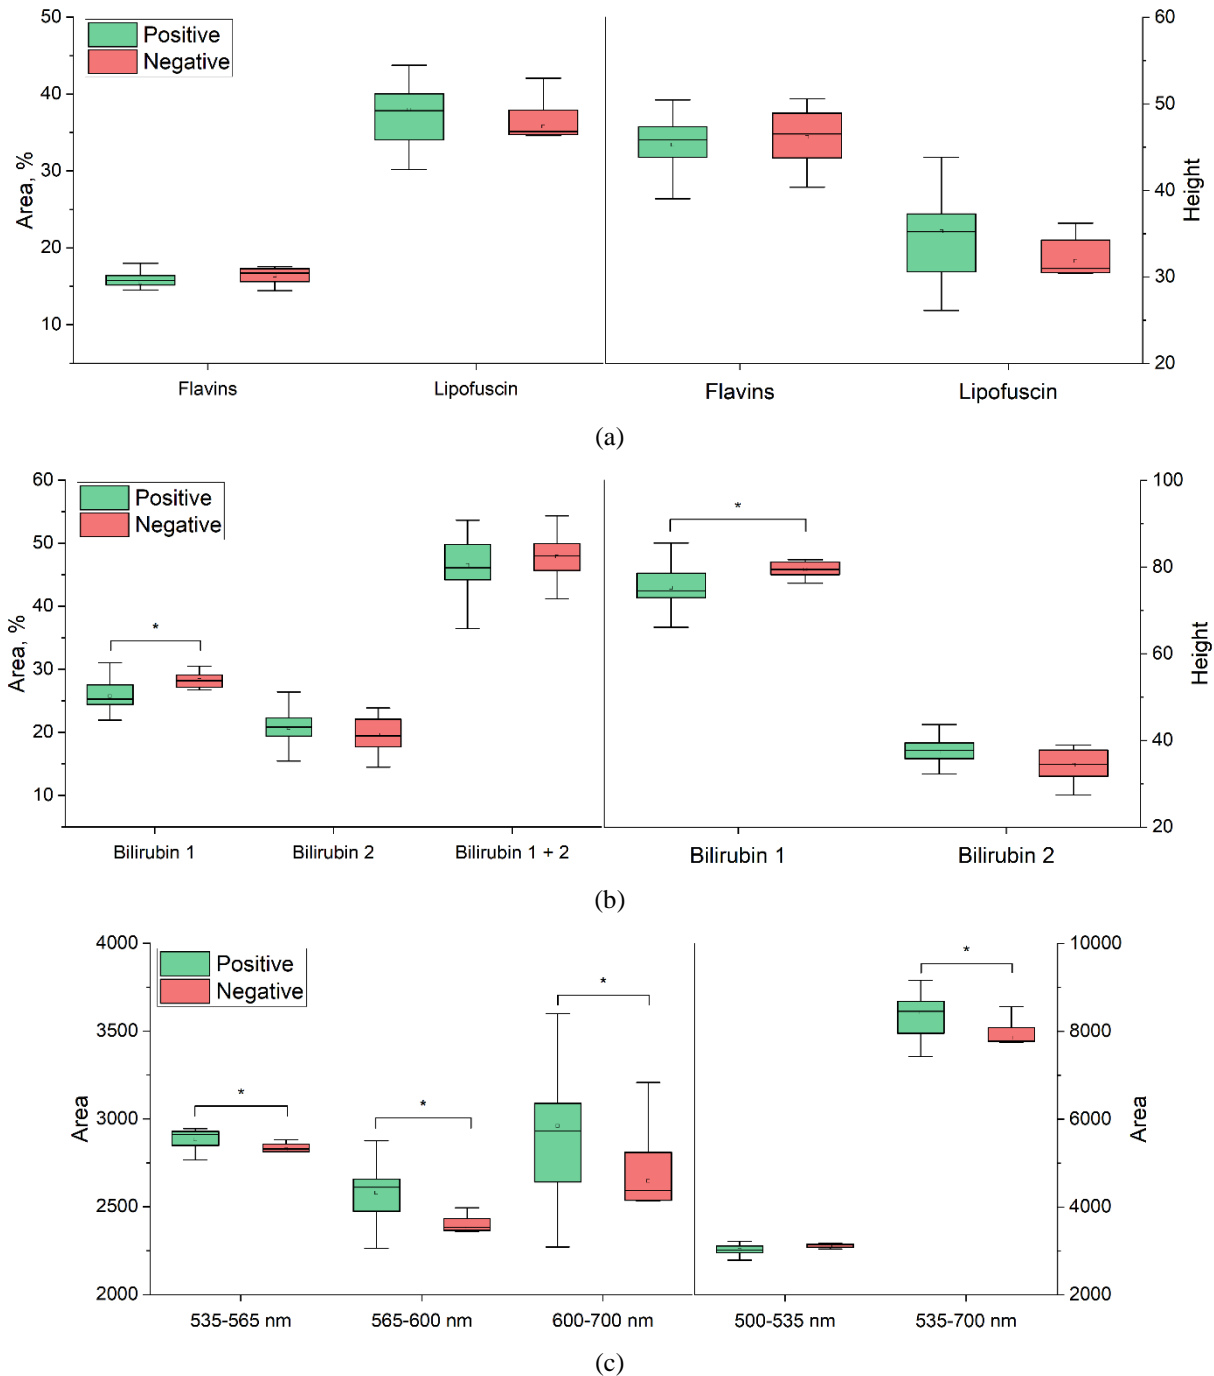 50
40
30
20
10
Area, %
Positive
Negative
Flavins
Lipofuscin
Flavins
Lipofuscin
60
50
40
30
20
Height
(a)
60
50
40
30
20
10
Area, %
Positive
Negative
*
*
Bilirubin 1
Bilirubin 2
Bilirubin 1 + 2
Bilirubin 1
Bilirubin 2
100
80
60
40
20
Height
(b)
4000
3500
3000
2500
2000
Area
Positive
Negative
*
*
*
*
535-565 nm
565-600 nm
600-700 nm
500-535 nm
535-700 nm
10000
8000
6000
4000
2000
Area
(c)